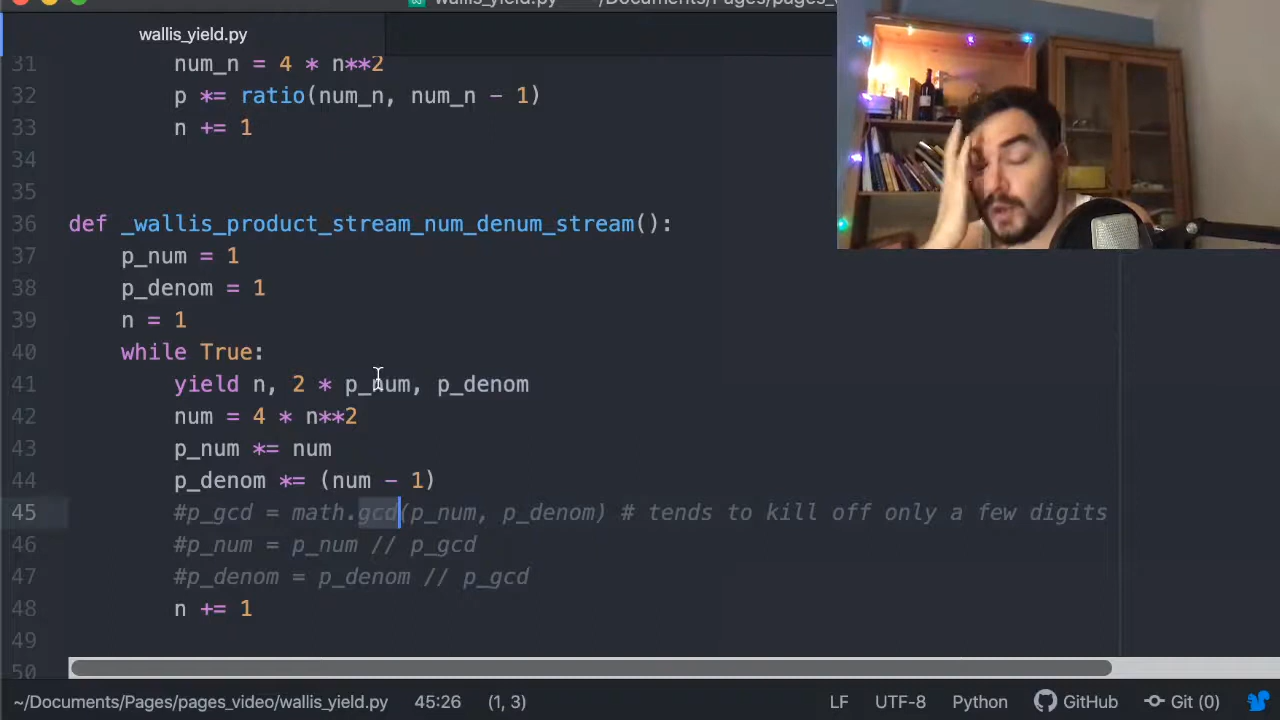 wallis_yield.py
wallis_yield.py
31 num_n = 4 * n**2
32 p *= ratio(num_n, num_n - 1)
33 n += 1
34
35
36 def _wallis_product_stream_num_denum_stream():
37 p_num = 1
38 p_denom = 1
39 n = 1
40 while True:
41 yield n, 2 * p_num, p_denom
42 num = 4 * n**2
43 p_num *= num
44 p_denom *= (num - 1)
45 #p_gcd = math.gcd(p_num, p_denom) # tends to kill off only a few digits
46 #p_num = p_num // p_gcd
47 #p_denom = p_denom // p_gcd
48 n += 1
49
50
~/Documents/Pages/pages_video/wallis_yield.py 45:26 (1, 3) LF UTF-8 Python GitHub Git (0)